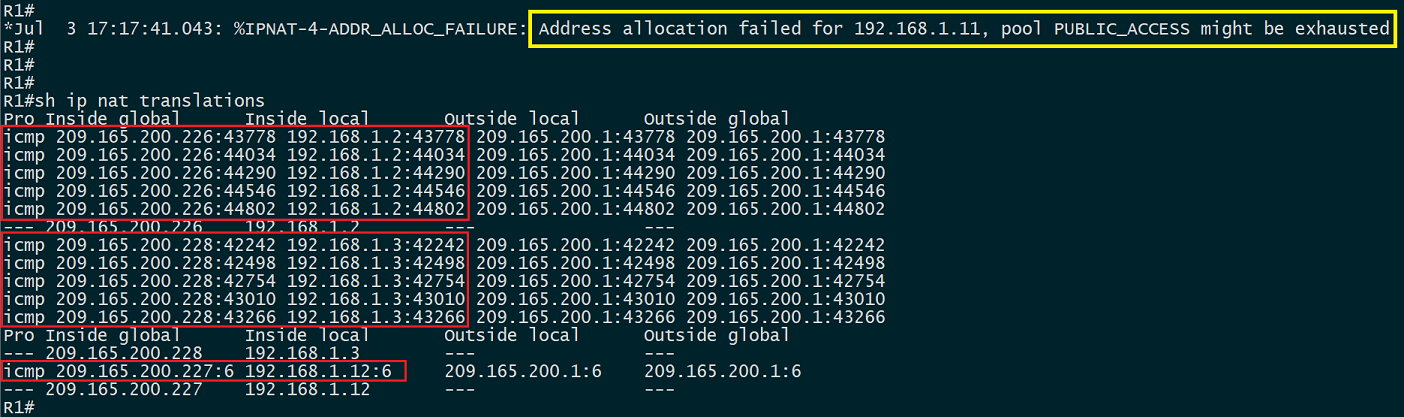 R1#
*Jul  3 17:17:41.043: %IPNAT-4-ADDR_ALLOC_FAILURE: Address allocation failed for 192.168.1.11, pool PUBLIC_ACCESS might be exhausted
R1#
R1#
R1#
R1#sh ip nat translations
Pro Inside global      Inside local       Outside local      Outside global
icmp 209.165.200.226:43778 192.168.1.2:43778 209.165.200.1:43778 209.165.200.1:43778
icmp 209.165.200.226:44034 192.168.1.2:44034 209.165.200.1:44034 209.165.200.1:44034
icmp 209.165.200.226:44290 192.168.1.2:44290 209.165.200.1:44290 209.165.200.1:44290
icmp 209.165.200.226:44546 192.168.1.2:44546 209.165.200.1:44546 209.165.200.1:44546
icmp 209.165.200.226:44802 192.168.1.2:44802 209.165.200.1:44802 209.165.200.1:44802
--- 209.165.200.226    192.168.1.2        ---                ---
icmp 209.165.200.228:42242 192.168.1.3:42242 209.165.200.1:42242 209.165.200.1:42242
icmp 209.165.200.228:42498 192.168.1.3:42498 209.165.200.1:42498 209.165.200.1:42498
icmp 209.165.200.228:42754 192.168.1.3:42754 209.165.200.1:42754 209.165.200.1:42754
icmp 209.165.200.228:43010 192.168.1.3:43010 209.165.200.1:43010 209.165.200.1:43010
icmp 209.165.200.228:43266 192.168.1.3:43266 209.165.200.1:43266 209.165.200.1:43266
Pro Inside global      Inside local       Outside local      Outside global
--- 209.165.200.228    192.168.1.3        ---                ---
icmp 209.165.200.227:6 192.168.1.12:6     209.165.200.1:6    209.165.200.1:6
--- 209.165.200.227    192.168.1.12       ---                ---
R1#